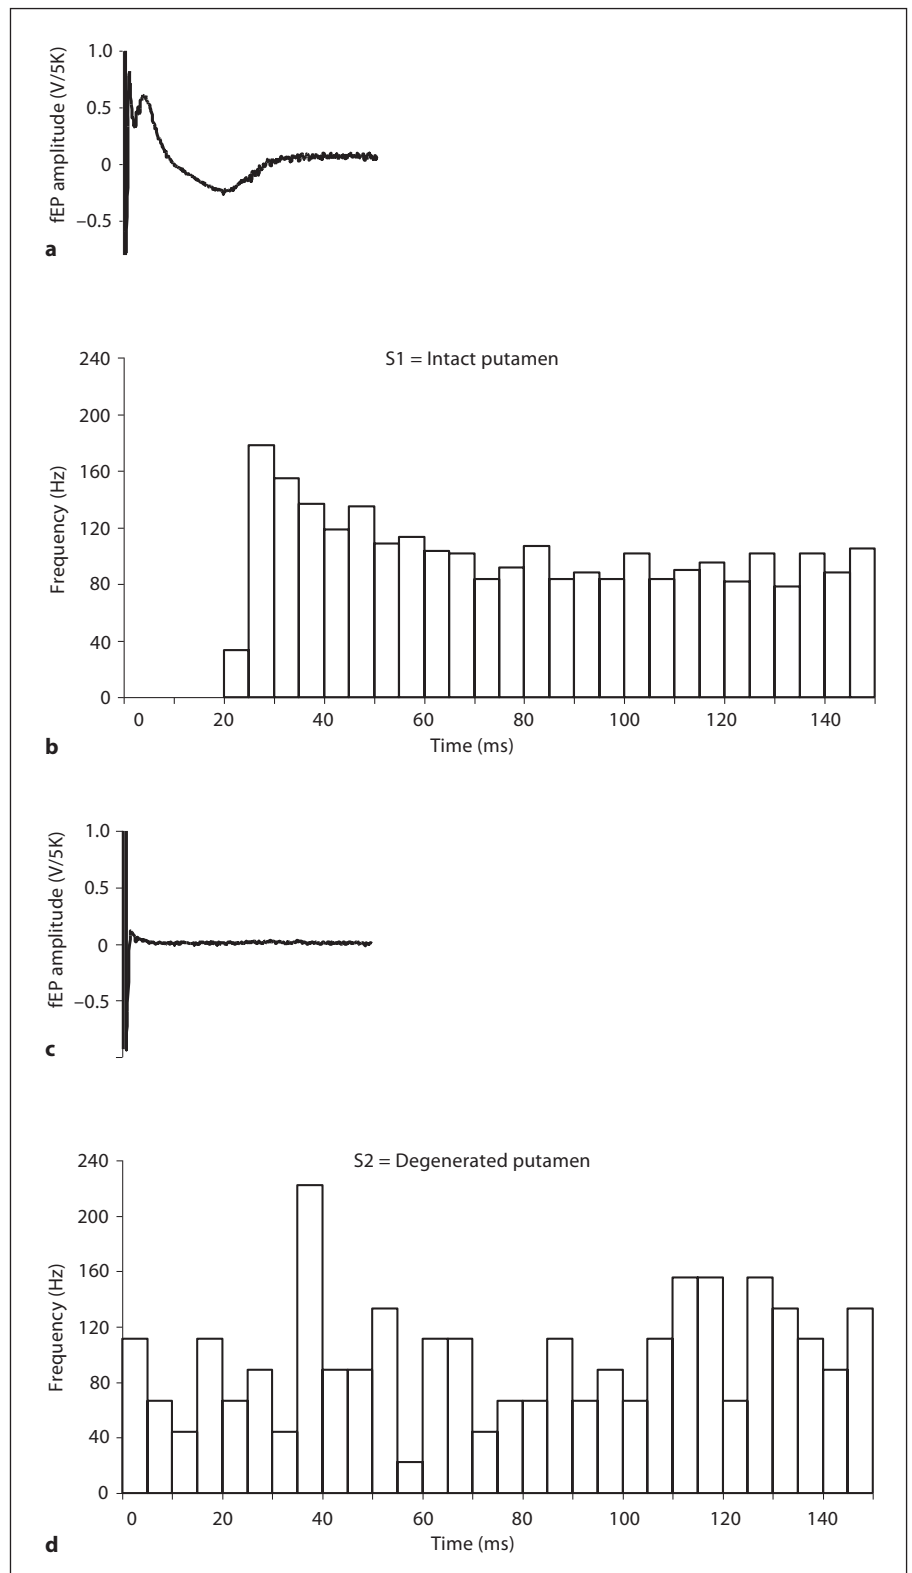 1.0
0.5
0
–0.5
fEP amplitude (V/5K)
a
S1 = Intact putamen
240
200
160
120
80
40
0
Frequency (Hz)
0 20 40 60 80 100 120 140
Time (ms)
b
1.0
0.5
0
–0.5
fEP amplitude (V/5K)
c
S2 = Degenerated putamen
240
200
160
120
80
40
0
Frequency (Hz)
0 20 40 60 80 100 120 140
Time (ms)
d